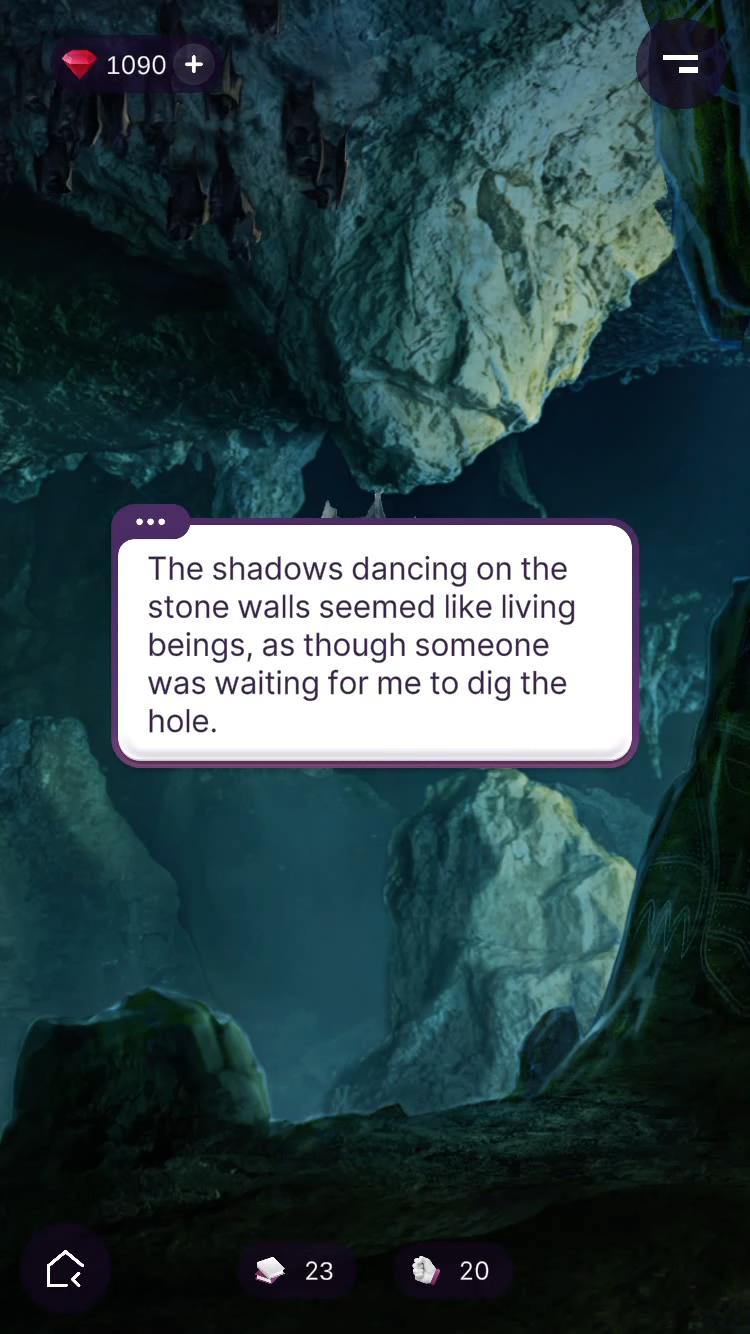 1090
The shadows dancing on the
stone walls seemed like living
beings, as though someone
was waiting for me to dig the
hole.
23
20